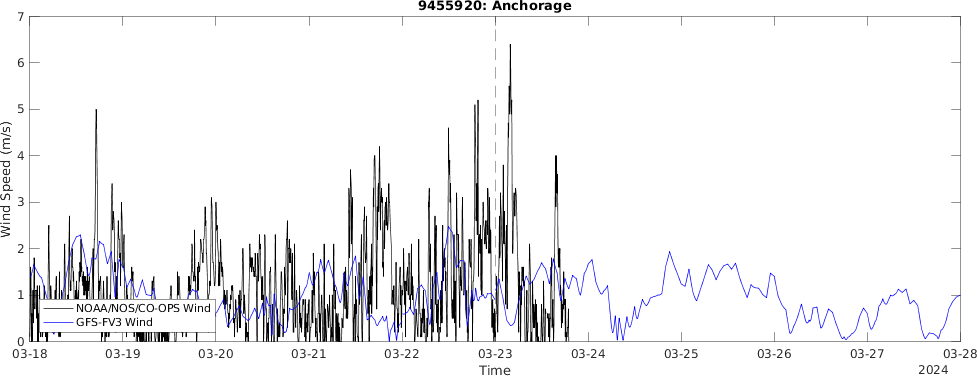 9455920: Anchorage
Wind Speed (m/s)
7
6
5
4
3
2
1
0
NOAA/NOS/CO-OPS Wind
GFS-FV3 Wind
03-18 03-19 03-20 03-21 03-22 03-23 03-24 03-25 03-26 03-27 03-28
Time
2024